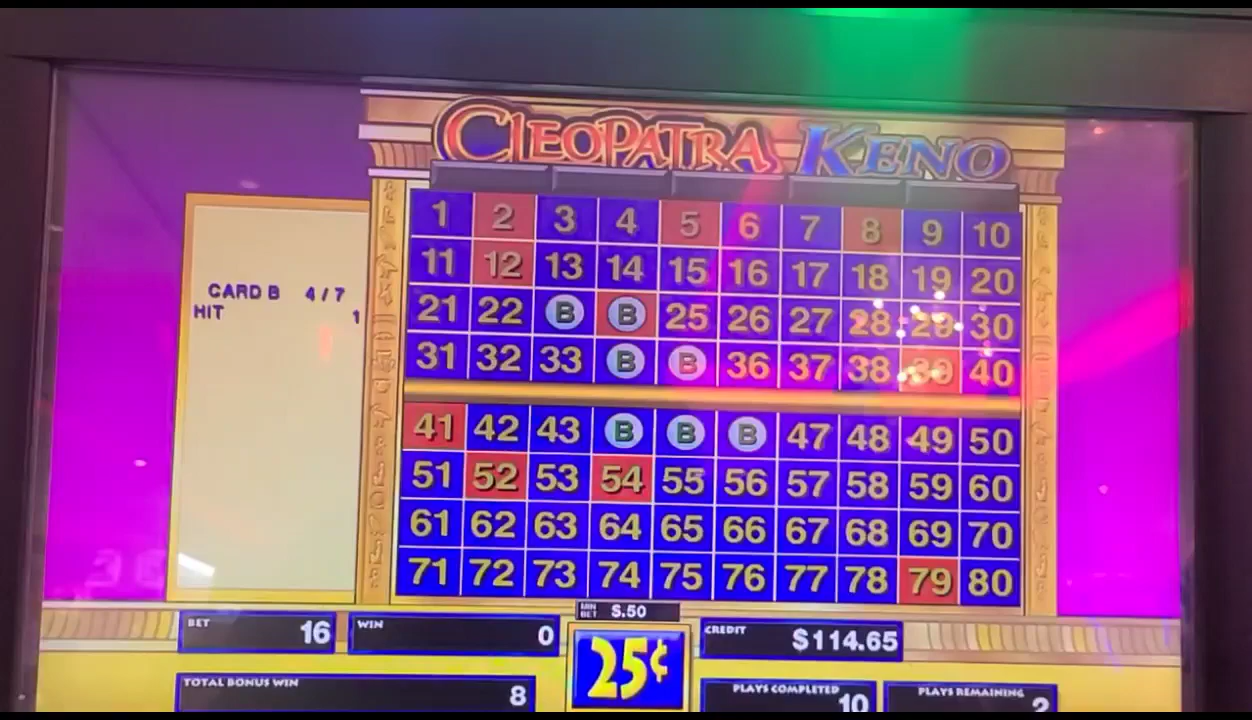 CLEOPATRA KENO
1 2 3 4 5 6 7 8 9 10
11 12 13 14 15 16 17 18 19 20
CARD B 4/7
HIT 1
21 22 B B 25 26 27 28 29 30
31 32 33 B B 36 37 38 39 40
41 42 43 B B B 47 48 49 50
51 52 53 54 55 56 57 58 59 60
61 62 63 64 65 66 67 68 69 70
71 72 73 74 75 76 77 78 79 80
MIN BET $.50
BET 16 WIN 0 25¢ CREDIT $114.65
TOTAL BONUS WIN 8 PLAYS COMPLETED 10 PLAYS REMAINING 2